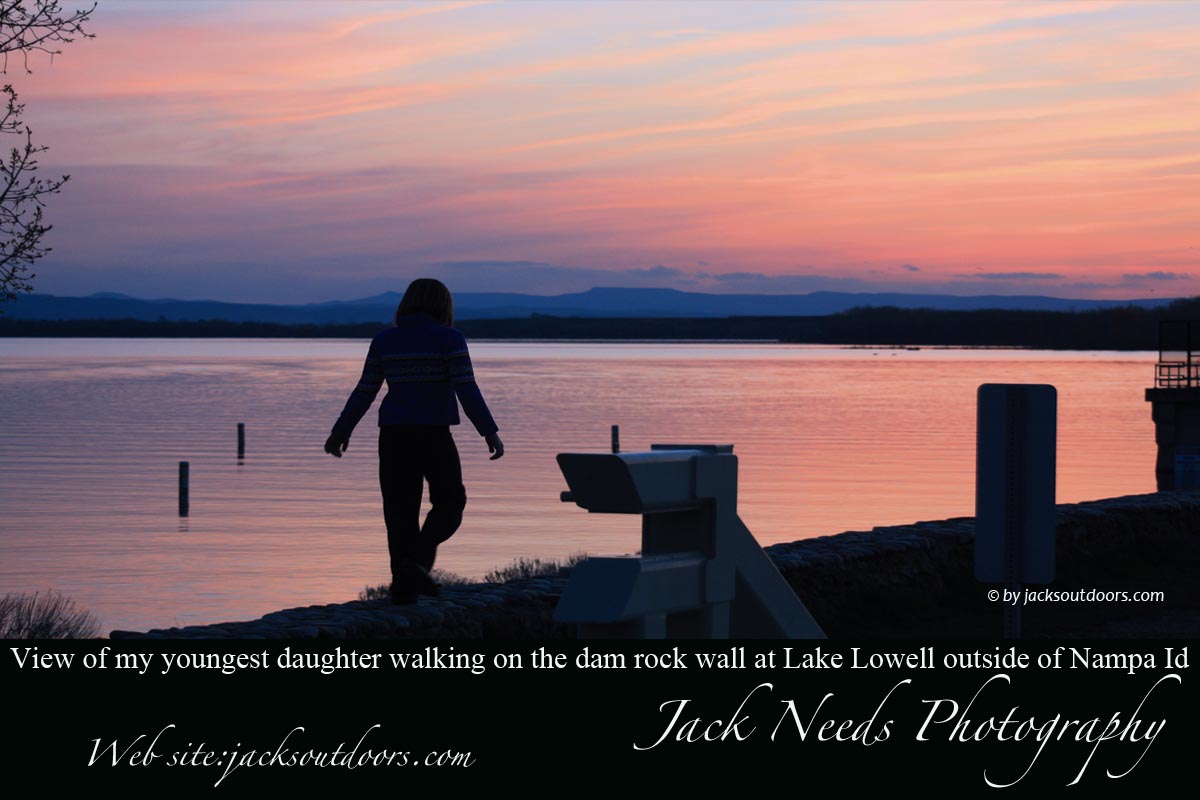 © by jacksoutdoors.com
View of my youngest daughter walking on the dam rock wall at Lake Lowell outside of Nampa Id
Jack Needs Photography
Web site:jacksoutdoors.com